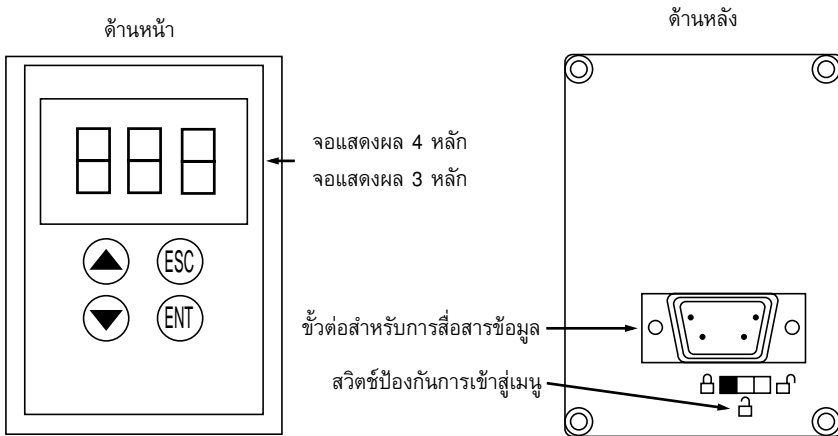 ด้านหน้า
ด้านหลัง
จอแสดงผล 4 หลัก
จอแสดงผล 3 หลัก
ESC
ENT
ขั้วต่อสำหรับการสื่อสารข้อมูล
สวิตช์ป้องกันการเข้าสู่เมนู